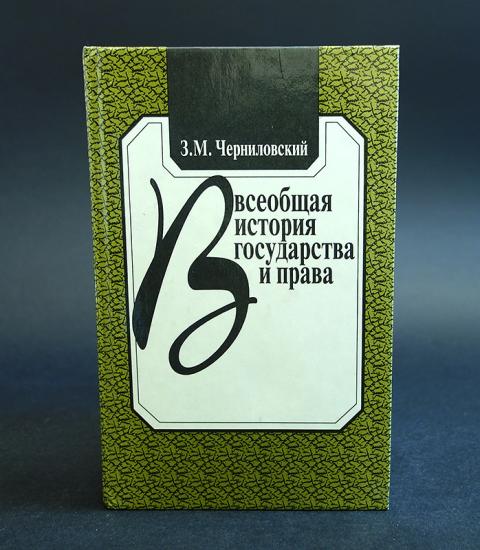 З.М. Черниловский
В
всеобщая
история
государства
и права